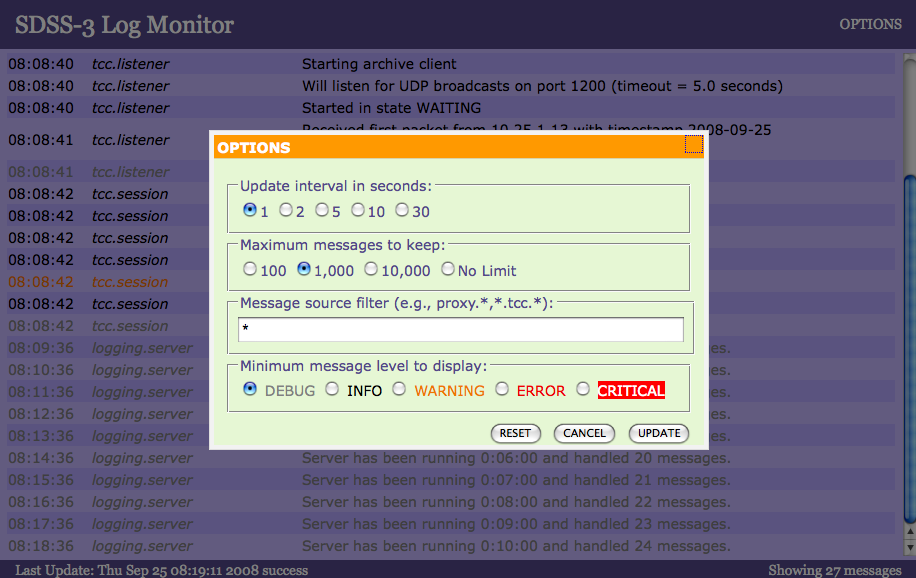 SDSS-3 Log Monitor
OPTIONS
08:08:40 tcc.listener Starting archive client
08:08:40 tcc.listener Will listen for UDP broadcasts on port 1200 (timeout = 5.0 seconds)
08:08:40 tcc.listener Started in state WAITING
08:08:41 tcc.listener Received first packet from 10.25.1.13 with timestamp 2008-09-25
08:08:41 tcc.listener
08:08:42 tcc.session
08:08:42 tcc.session
08:08:42 tcc.session
08:08:42 tcc.session
08:08:42 tcc.session
08:08:42 tcc.session
08:08:42 tcc.session
08:09:36 logging.server
08:10:36 logging.server
08:11:36 logging.server
08:12:36 logging.server
08:13:36 logging.server
08:14:36 logging.server Server has been running 0:06:00 and handled 20 messages.
08:15:36 logging.server Server has been running 0:07:00 and handled 21 messages.
08:16:36 logging.server Server has been running 0:08:00 and handled 22 messages.
08:17:36 logging.server Server has been running 0:09:00 and handled 23 messages.
08:18:36 logging.server Server has been running 0:10:00 and handled 24 messages.
OPTIONS
Update interval in seconds:
1 2 5 10 30
Maximum messages to keep:
100 1,000 10,000 No Limit
Message source filter (e.g., proxy.*,*.tcc.*):
*
Minimum message level to display:
DEBUG INFO WARNING ERROR CRITICAL
RESET CANCEL UPDATE
Last Update: Thu Sep 25 08:19:11 2008 success
Showing 27 messages